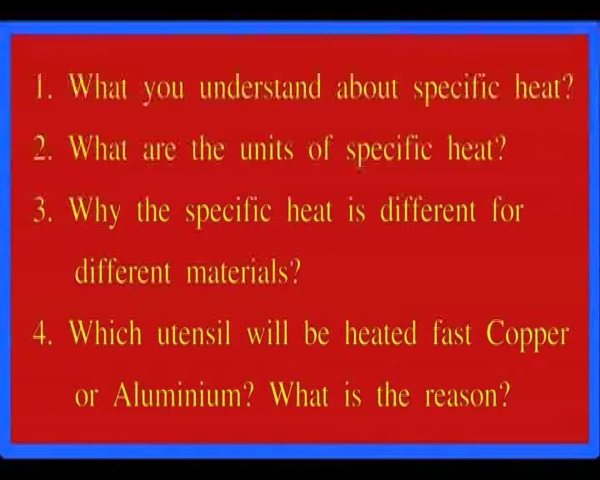 1. What you understand about specific heat?
2. What are the units of specific heat?
3. Why the specific heat is different for
different materials?
4. Which utensil will be heated fast Copper
or Aluminium? What is the reason?